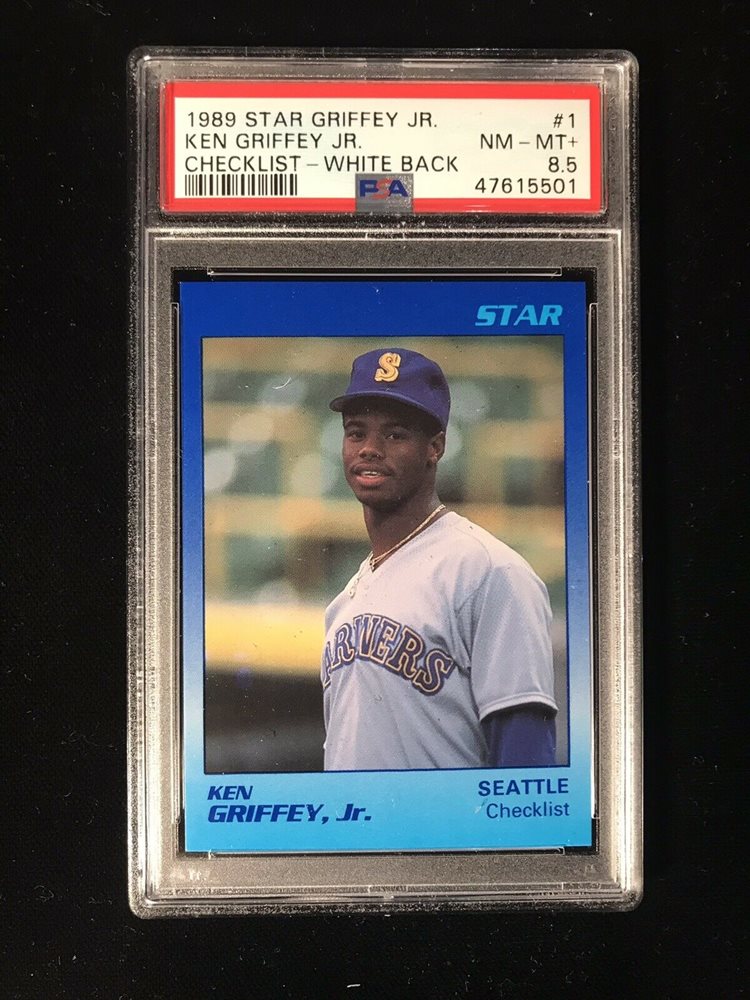 1989 STAR GRIFFEY JR. #1
KEN GRIFFEY JR. NM - MT+
CHECKLIST - WHITE BACK 8.5
PSA 47615501
STAR
S
ARINERS
KEN SEATTLE
GRIFFEY, Jr. Checklist